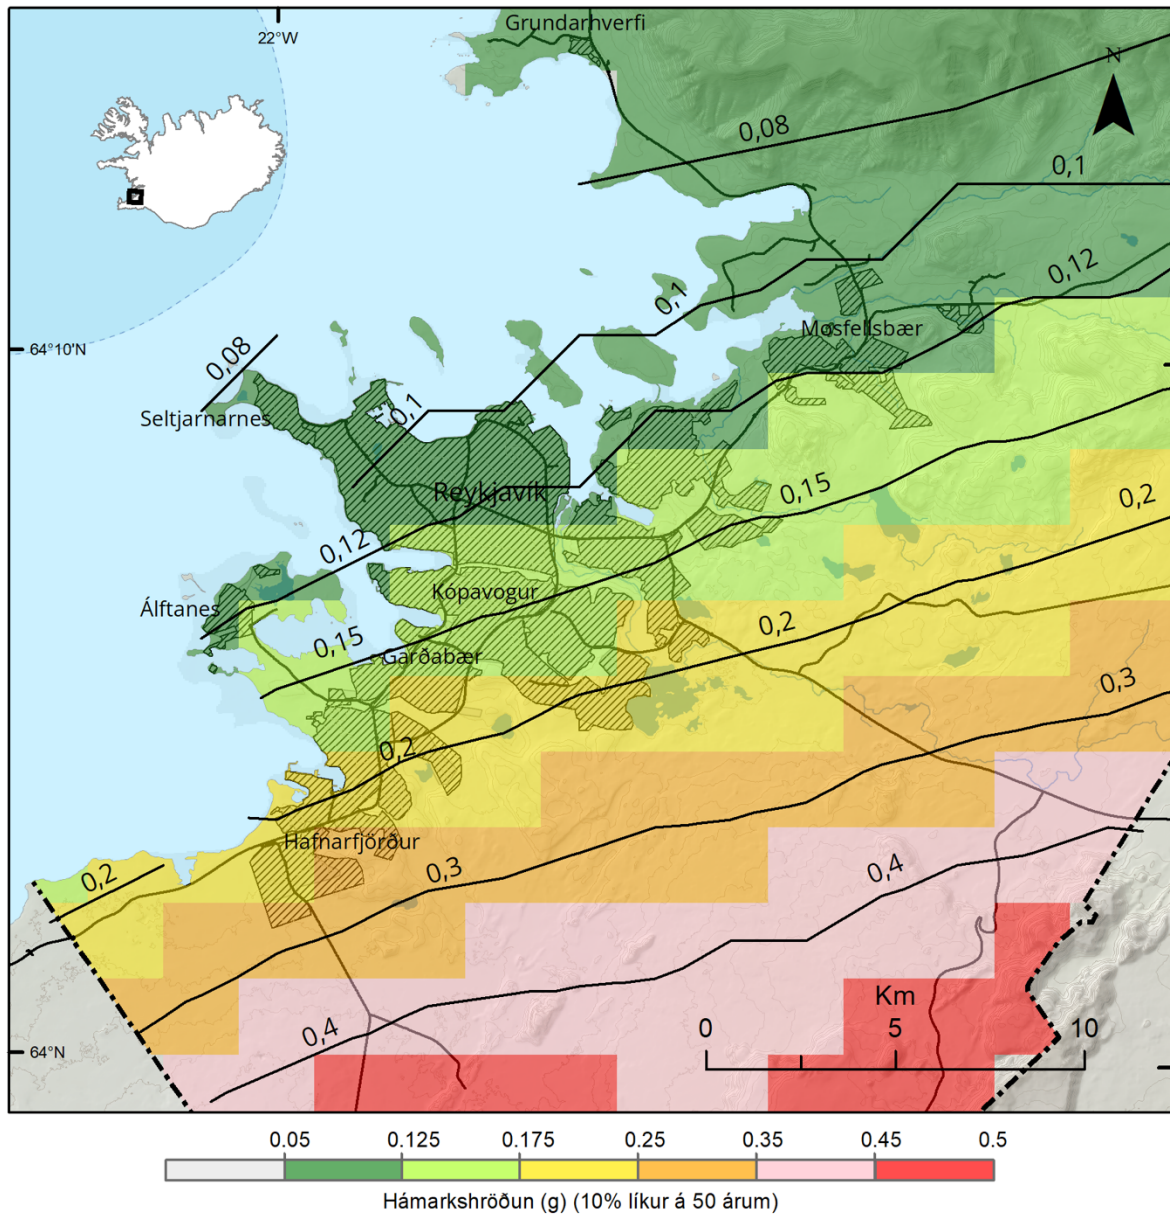 Grundarhverfi
22°W
N
0,08
0,1
0,12
0,1
Mosfellsbær
64°10'N
0,08
0,1
Seltjarnarnes
0,15
0,2
Reykjavík
0,12
Kópavogur
Álftanes
0,2
0,15
Garðabær
0,3
0,2
Hafnarfjörður
0,2
0,3
0,4
Km
0 5 10
0,4
64°N
0.05 0.125 0.175 0.25 0.35 0.45 0.5
Hámarkshröðun (g) (10% líkur á 50 árum)